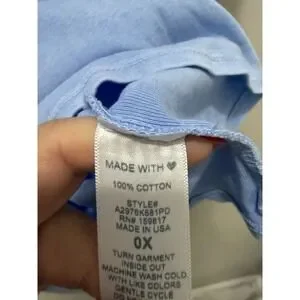 MADE WITH ♥
100% COTTON
STYLE#
A2976K681PD
RN# 159817
MADE IN USA
0X
TURN GARMENT
INSIDE OUT
MACHINE WASH COLD
WITH LIKE COLORS
GENTLE CYCLE